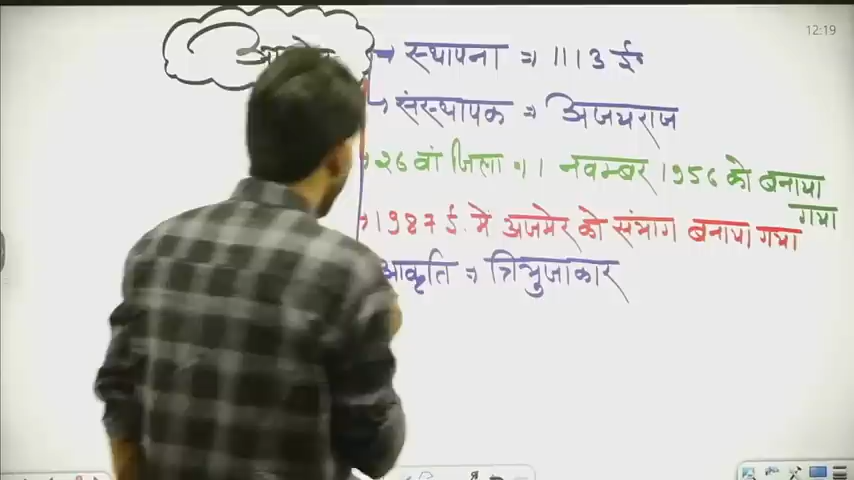 12:19
स्थापना ⇒ 1113 ई॰
संस्थापक ⇒ अजयराज
26 वां जिला ⇒ 1 नवम्बर 1956 को बनाया
गया
1987 ई. में अजमेर को संभाग बनाया गया
आकृति ⇒ त्रिभुजाकार